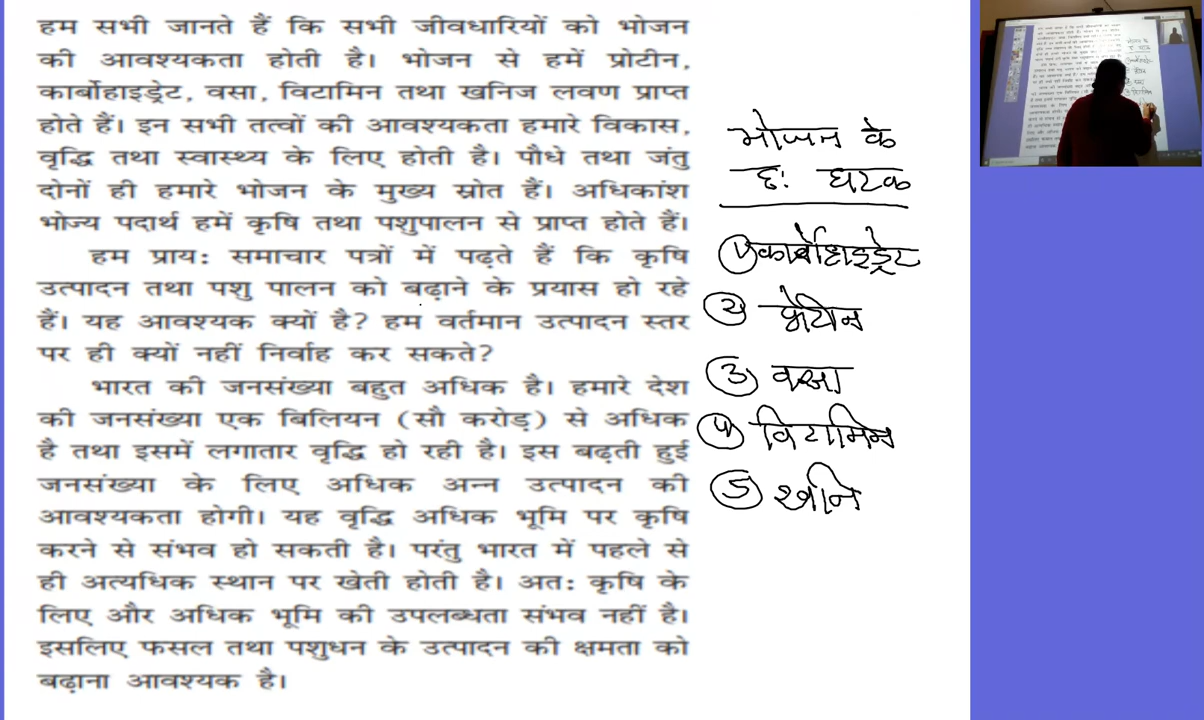 हम सभी जानते हैं कि सभी जीवधारियों को भोजन
की आवश्यकता होती है। भोजन से हमें प्रोटीन,
कार्बोहाइड्रेट, वसा, विटामिन तथा खनिज लवण प्राप्त
होते हैं। इन सभी तत्वों की आवश्यकता हमारे विकास,
वृद्धि तथा स्वास्थ्य के लिए होती है। पौधे तथा जंतु
दोनों ही हमारे भोजन के मुख्य स्रोत हैं। अधिकांश
भोज्य पदार्थ हमें कृषि तथा पशुपालन से प्राप्त होते हैं।
हम प्राय: समाचार पत्रों में पढ़ते हैं कि कृषि
उत्पादन तथा पशु पालन को बढ़ाने के प्रयास हो रहे
हैं। यह आवश्यक क्यों है? हम वर्तमान उत्पादन स्तर
पर ही क्यों नहीं निर्वाह कर सकते?
भारत की जनसंख्या बहुत अधिक है। हमारे देश
की जनसंख्या एक बिलियन (सौ करोड़) से अधिक
है तथा इसमें लगातार वृद्धि हो रही है। इस बढ़ती हुई
जनसंख्या के लिए अधिक अन्न उत्पादन की
आवश्यकता होगी। यह वृद्धि अधिक भूमि पर कृषि
करने से संभव हो सकती है। परंतु भारत में पहले से
ही अत्यधिक स्थान पर खेती होती है। अत: कृषि के
लिए और अधिक भूमि की उपलब्धता संभव नहीं है।
इसलिए फसल तथा पशुधन के उत्पादन की क्षमता को
बढ़ाना आवश्यक है।
भोजन के
छ: घटक
१ कार्बोहाइड्रेट
२ प्रोटीन
३ वसा
४ विटामिन
5 खनि